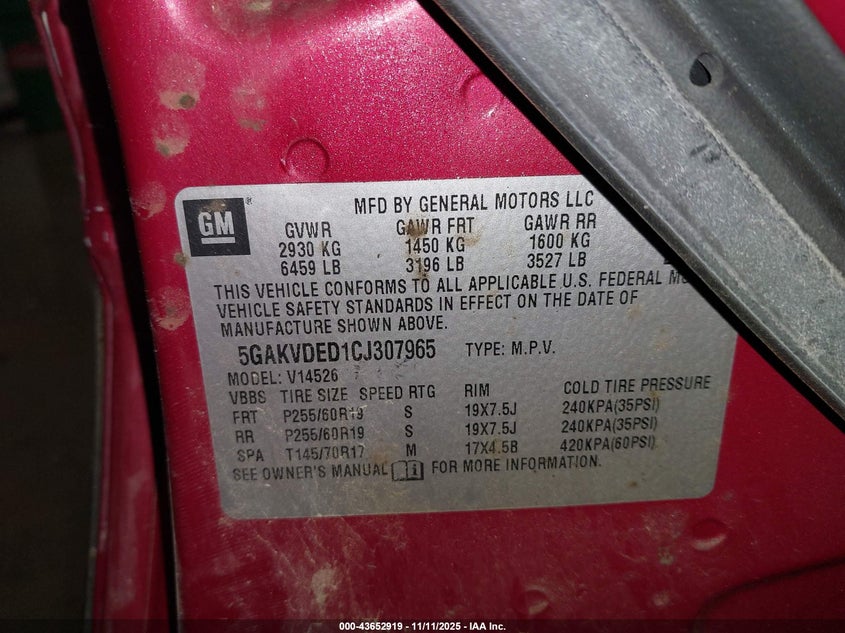 GM
®
MFD BY GENERAL MOTORS LLC
GVWR GAWR FRT GAWR RR
2930 KG 1450 KG 1600 KG
6459 LB 3196 LB 3527 LB
THIS VEHICLE CONFORMS TO ALL APPLICABLE U.S. FEDERAL
VEHICLE SAFETY STANDARDS IN EFFECT ON THE DATE OF
MANUFACTURE SHOWN ABOVE.
5GAKVDED1CJ307965 TYPE: M.P.V.
MODEL: V14526
VBBS TIRE SIZE SPEED RTG RIM COLD TIRE PRESSURE
FRT P255/60R19 S 19X7.5J 240KPA(35PSI)
RR P255/60R19 S 19X7.5J 240KPA(35PSI)
SPA T145/70R17 M 17X4.5B 420KPA(60PSI)
SEE OWNER'S MANUAL FOR MORE INFORMATION.
000-43652919 - 11/11/2025 - IAA Inc.